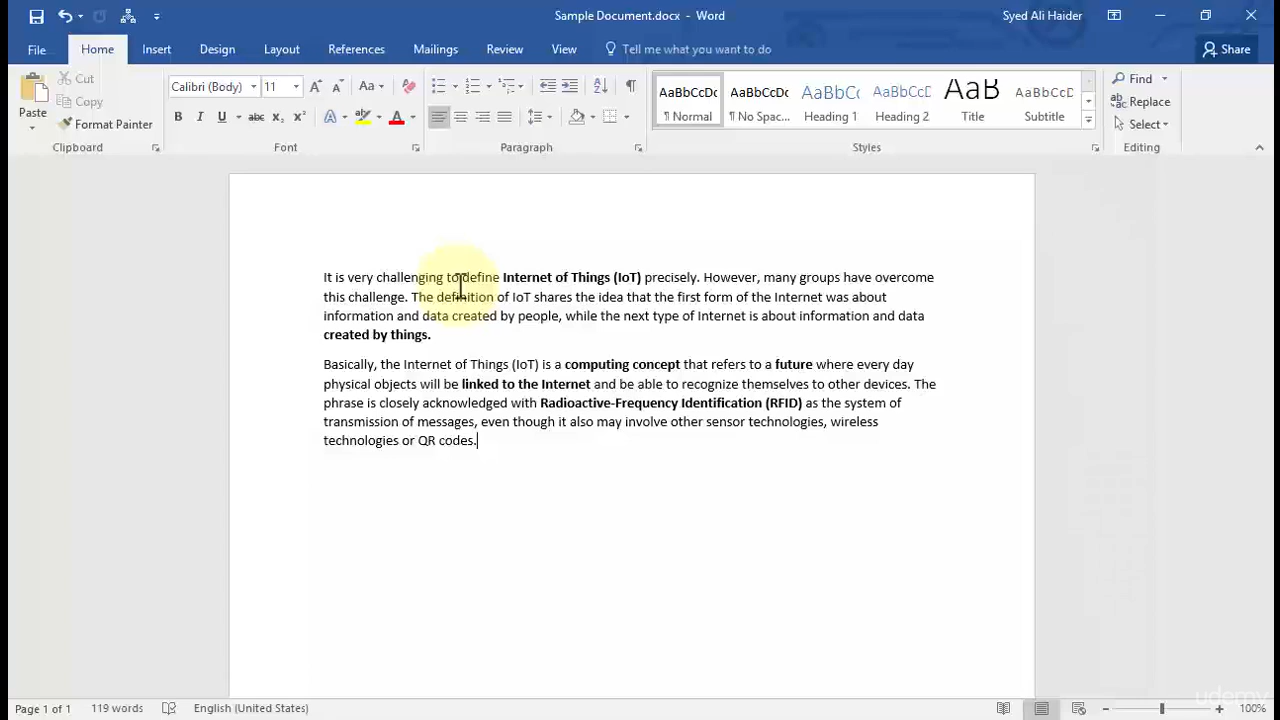 Sample Document.docx - Word
Syed Ali Haider
File Home Insert Design Layout References Mailings Review View Tell me what you want to do Share
Paste
Cut
Copy
Format Painter
Clipboard
Calibri (Body) 11 Aa
B I U abc X2 X2 A A
Font
Paragraph
AaBbCcDc AaBbCcDc AaBbCc AaBbCcD AaB AaBbCcD
¶ Normal ¶ No Spac... Heading 1 Heading 2 Title Subtitle
Styles
Find
Replace
Select
Editing
It is very challenging to define Internet of Things (IoT) precisely. However, many groups have overcome
this challenge. The definition of IoT shares the idea that the first form of the Internet was about
information and data created by people, while the next type of Internet is about information and data
created by things.
Basically, the Internet of Things (IoT) is a computing concept that refers to a future where every day
physical objects will be linked to the Internet and be able to recognize themselves to other devices. The
phrase is closely acknowledged with Radioactive-Frequency Identification (RFID) as the system of
transmission of messages, even though it also may involve other sensor technologies, wireless
technologies or QR codes.
Page 1 of 1 119 words English (United States) 100%
udemy